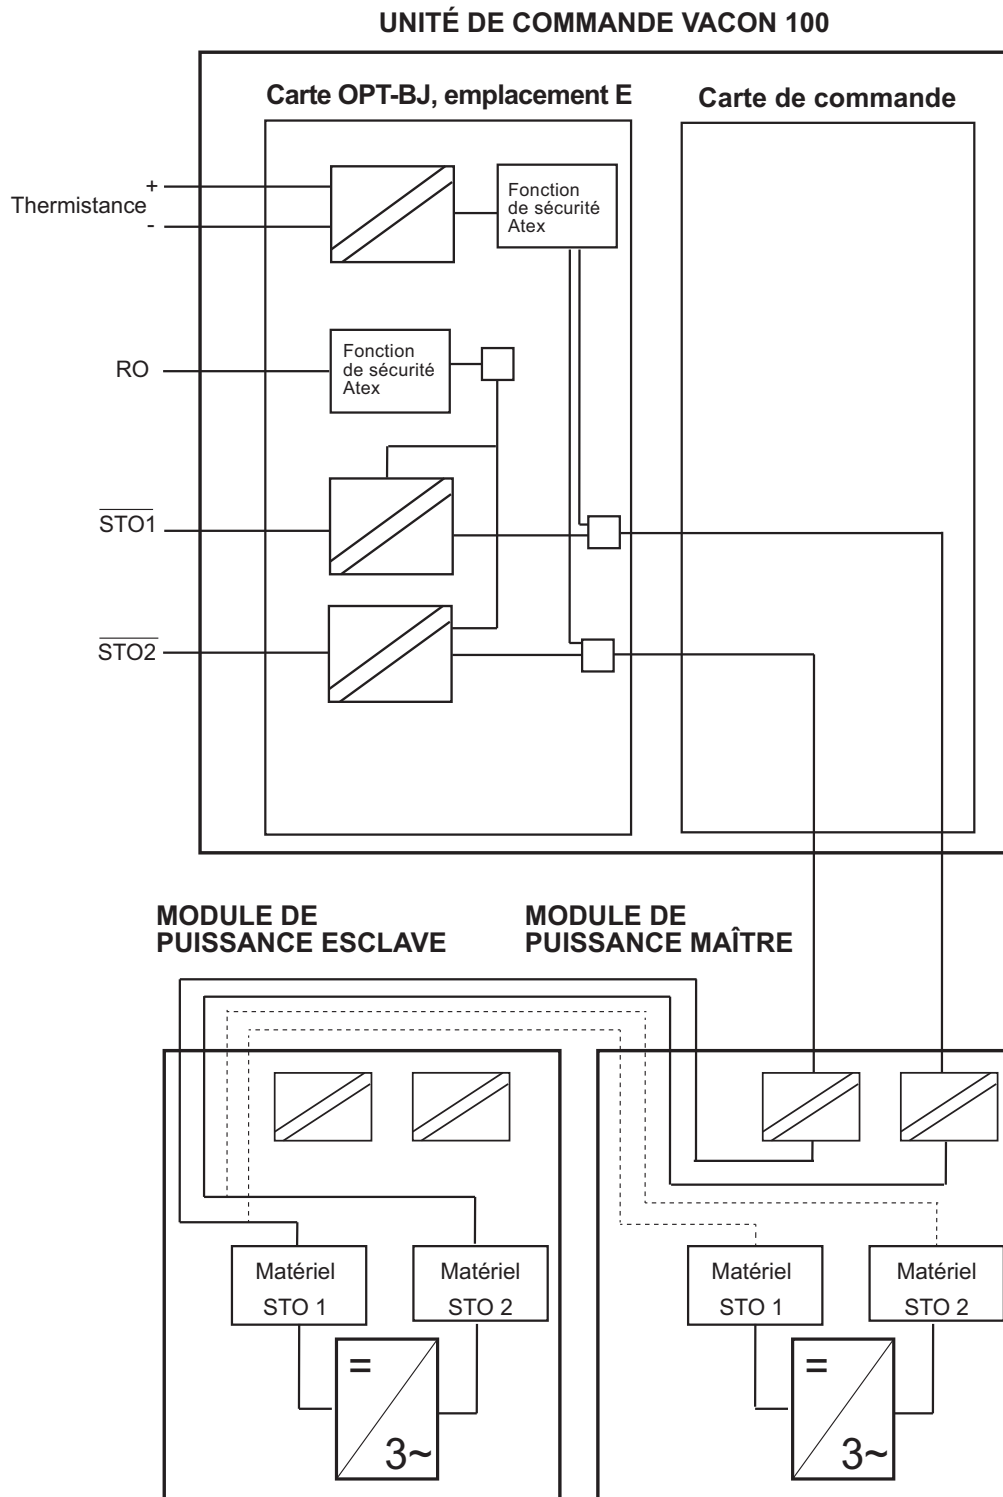 UNITÉ DE COMMANDE VACON 100
Carte OPT-BJ, emplacement E
Carte de commande
+
Thermistance
-
Fonction
de sécurité
Atex
RO
Fonction
de sécurité
Atex
STO1
STO2
MODULE DE
PUISSANCE ESCLAVE
MODULE DE
PUISSANCE MAÎTRE
Matériel
STO 1
Matériel
STO 2
Matériel
STO 1
Matériel
STO 2
=
3~
=
3~